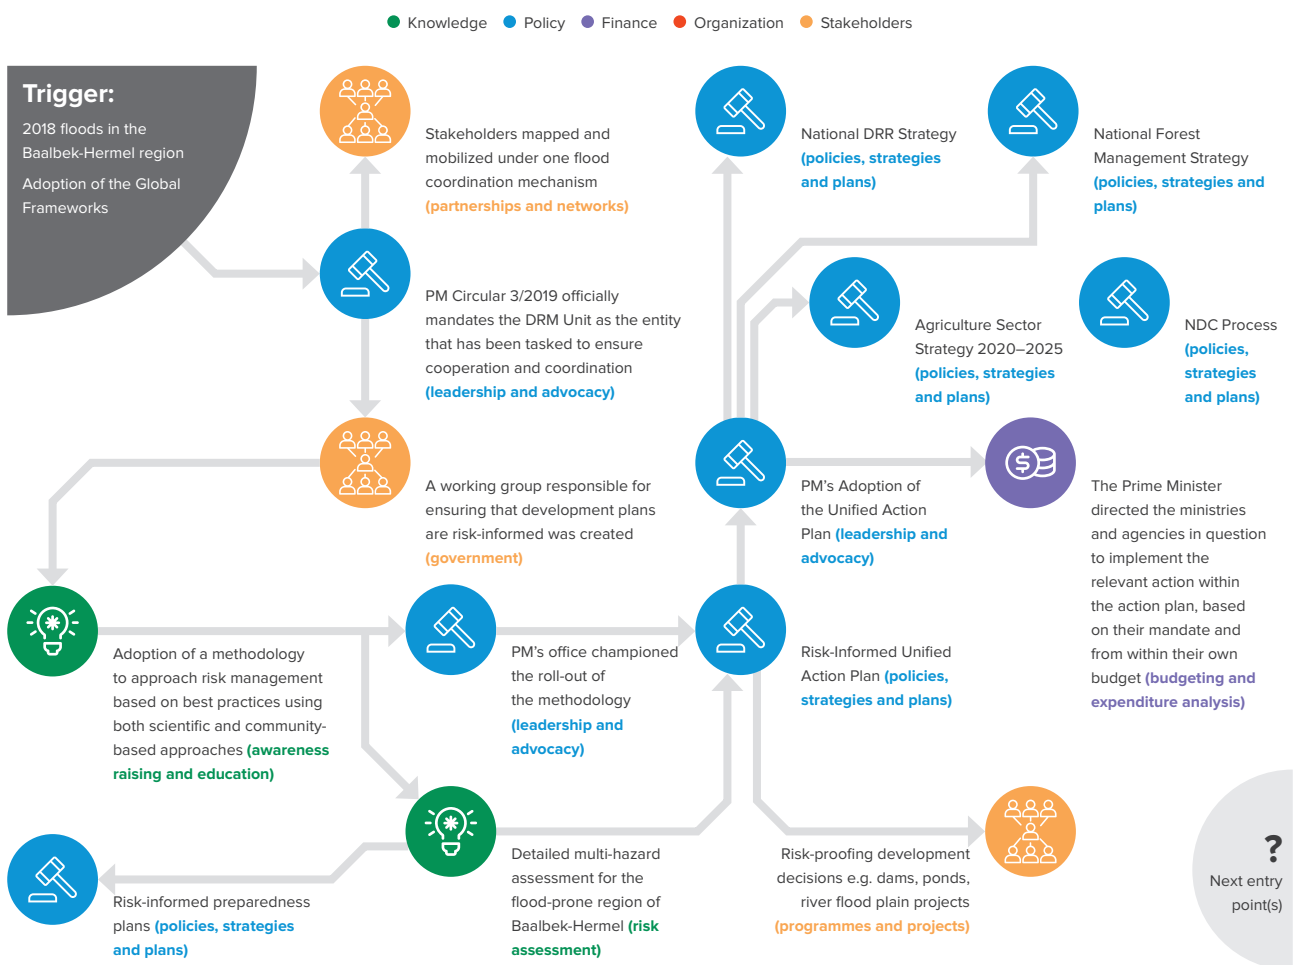 Knowledge Policy Finance Organization Stakeholders
Trigger:
2018 floods in the
Baalbek-Hermel region
Adoption of the Global
Frameworks
Stakeholders mapped and
mobilized under one flood
coordination mechanism
(partnerships and networks)
National DRR Strategy
(policies, strategies
and plans)
National Forest
Management Strategy
(policies, strategies and
plans)
PM Circular 3/2019 officially
mandates the DRM Unit as the entity
that has been tasked to ensure
cooperation and coordination
(leadership and advocacy)
Agriculture Sector
Strategy 2020–2025
(policies, strategies
and plans)
NDC Process
(policies,
strategies
and plans)
A working group responsible for
ensuring that development plans
are risk-informed was created
(government)
PM's Adoption of
the Unified Action
Plan (leadership and
advocacy)
The Prime Minister
directed the ministries
and agencies in question
to implement the
relevant action within
the action plan, based
on their mandate and
from within their own
budget (budgeting and
expenditure analysis)
Adoption of a methodology
to approach risk management
based on best practices using
both scientific and community-
based approaches (awareness
raising and education)
PM's office championed
the roll-out of
the methodology
(leadership and
advocacy)
Risk-Informed Unified
Action Plan (policies,
strategies and plans)
Risk-informed preparedness
plans (policies, strategies
and plans)
Detailed multi-hazard
assessment for the
flood-prone region of
Baalbek-Hermel (risk
assessment)
Risk-proofing development
decisions e.g. dams, ponds,
river flood plain projects
(programmes and projects)
?
Next entry
point(s)